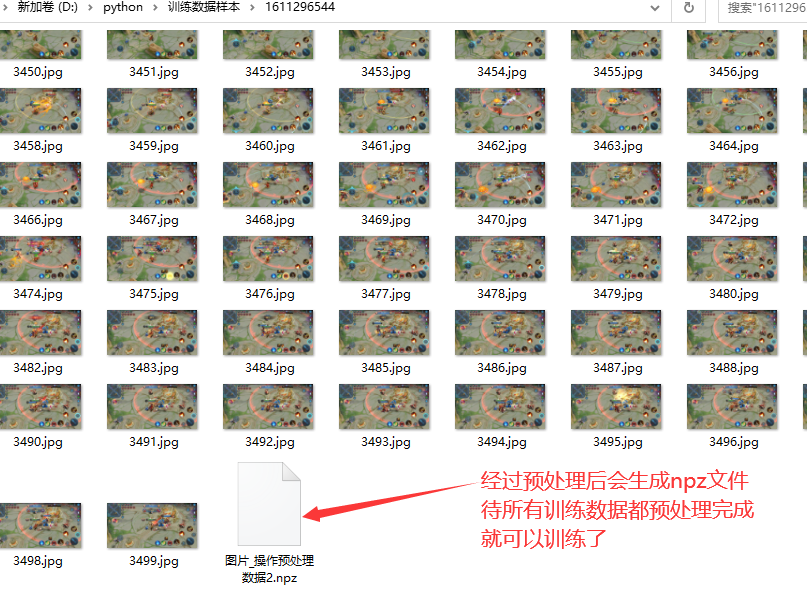 新加卷 (D:) › python › 训练数据样本 › 1611296544
搜索"1611296
3450.jpg 3451.jpg 3452.jpg 3453.jpg 3454.jpg 3455.jpg 3456.jpg
3458.jpg 3459.jpg 3460.jpg 3461.jpg 3462.jpg 3463.jpg 3464.jpg
3466.jpg 3467.jpg 3468.jpg 3469.jpg 3470.jpg 3471.jpg 3472.jpg
3474.jpg 3475.jpg 3476.jpg 3477.jpg 3478.jpg 3479.jpg 3480.jpg
3482.jpg 3483.jpg 3484.jpg 3485.jpg 3486.jpg 3487.jpg 3488.jpg
3490.jpg 3491.jpg 3492.jpg 3493.jpg 3494.jpg 3495.jpg 3496.jpg
3498.jpg 3499.jpg 图片_操作预处理
数据2.npz
经过预处理后会生成npz文件
待所有训练数据都预处理完成
就可以训练了